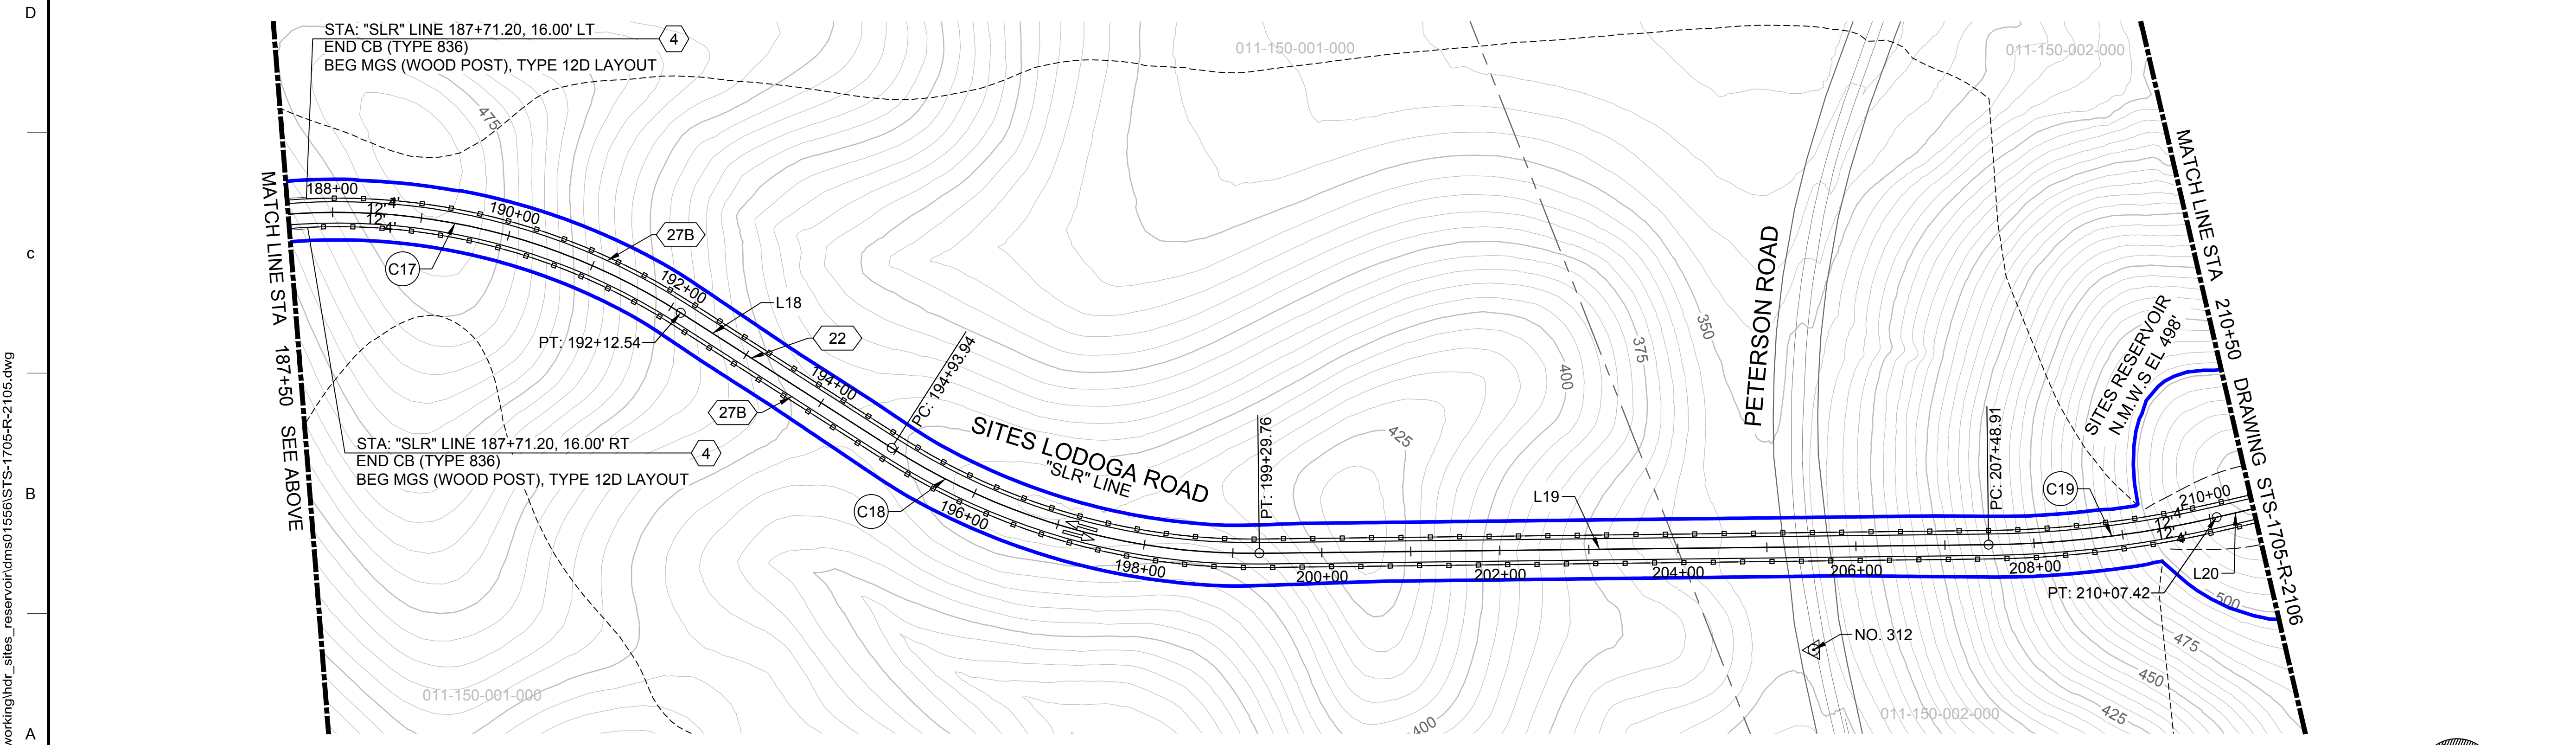 D
c
B
A
working\hdr_sites_reservoir\dms01556\STS-1705-R-2105.dwg
STA: "SLR" LINE 187+71.20, 16.00' LT
END CB (TYPE 836)
BEG MGS (WOOD POST), TYPE 12D LAYOUT
4
475
011-150-001-000
011-150-002-000
MATCH LINE STA 187+50 SEE ABOVE
188+00
12' 4'
12' 4'
190+00
C17
27B
192+00
L18
PT: 192+12.54
22
194+00
27B
PC: 194+93.94
STA: "SLR" LINE 187+71.20, 16.00' RT
END CB (TYPE 836)
BEG MGS (WOOD POST), TYPE 12D LAYOUT
4
SITES LODOGA ROAD
"SLR" LINE
C18
196+00
198+00
PT: 199+29.76
425
400
375
350
PETERSON ROAD
L19
200+00
202+00
204+00
206+00
208+00
PC: 207+48.91
C19
SITES RESERVOIR
N.M.W.S EL 498'
210+00
12' 4'
12' 4'
L20
PT: 210+07.42
MATCH LINE STA 210+50 DRAWING STS-1705-R-2106
NO. 312
500
475
450
425
400
011-150-001-000
011-150-002-000